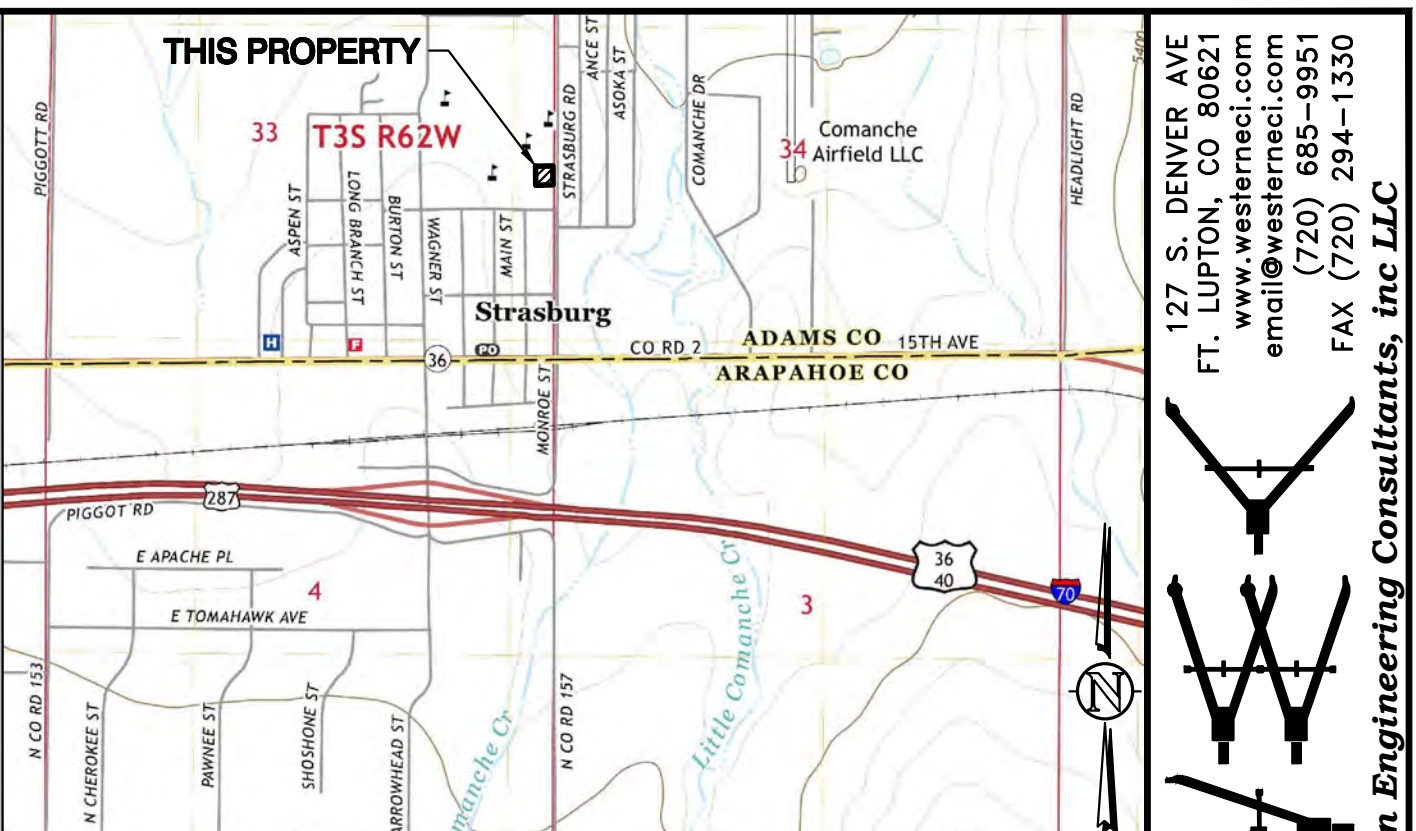 THIS PROPERTY
PIGGOTT RD
33
T3S R62W
ASPEN ST
LONG BRANCH ST
BURTON ST
WAGNER ST
MAIN ST
STRASBURG RD
ANCE ST
ASOKA ST
COMANCHE DR
34
Comanche
Airfield LLC
HEADLIGHT RD
5400
Strasburg
H
F
PO
36
CO RD 2
ADAMS CO
15TH AVE
ARAPAHOE CO
MONROE ST
287
PIGGOT RD
E APACHE PL
4
E TOMAHAWK AVE
36
40
70
3
N CO RD 153
N CHEROKEE ST
PAWNEE ST
SHOSHONE ST
ARROWHEAD ST
manche Cr
N CO RD 157
Little Comanche Cr
N
127 S. DENVER AVE
FT. LUPTON, CO 80621
www.westerneci.com
email@westerneci.com
(720) 685-9951
FAX (720) 294-1330
n Engineering Consultants, inc LLC